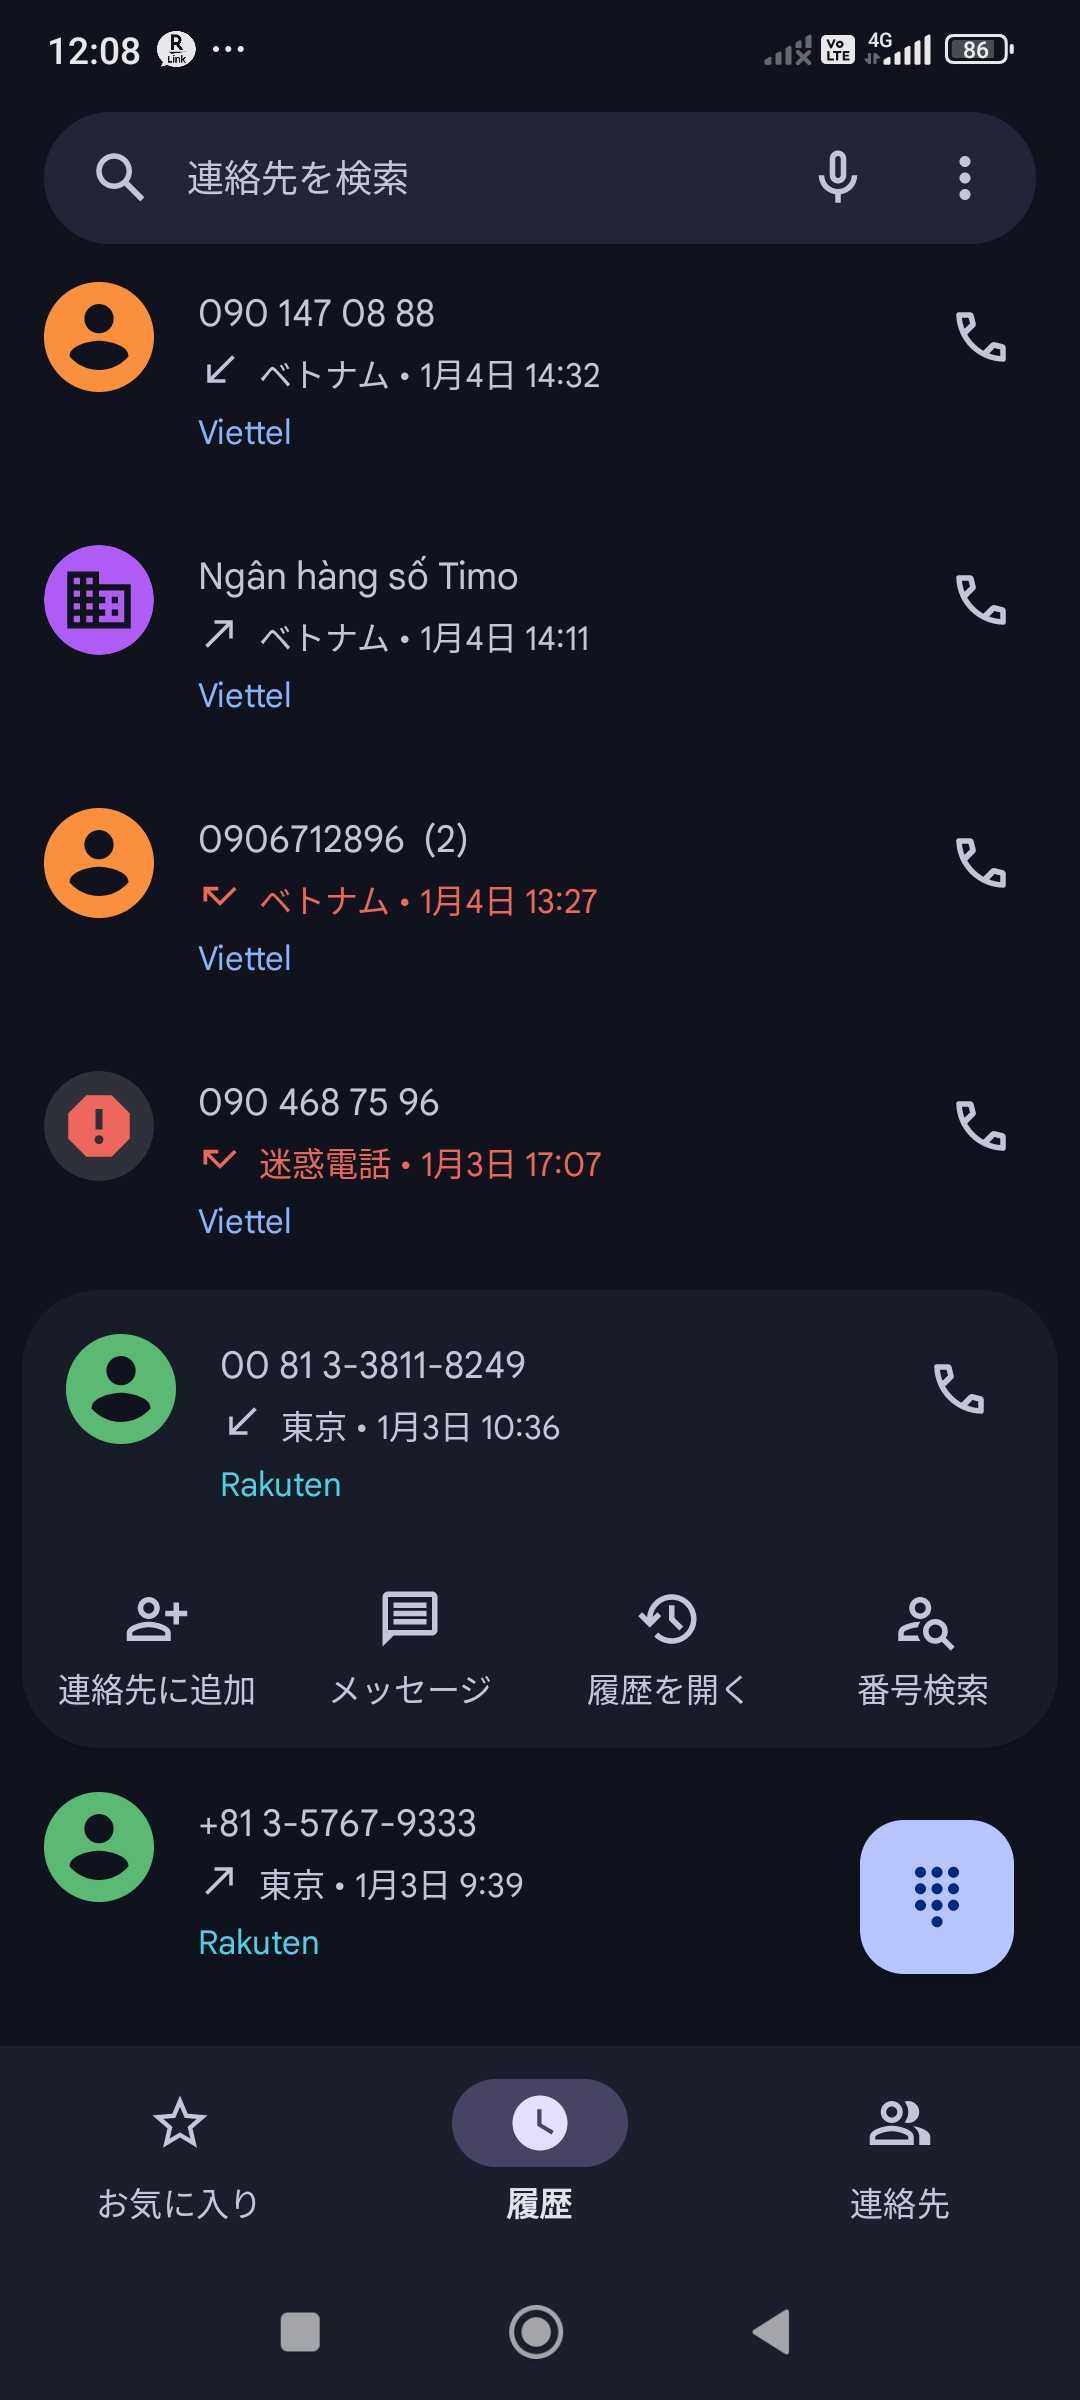 12:08 R Link ... Vo LTE 4G 86
連絡先を検索
090 147 08 88
ベトナム • 1月4日 14:32
Viettel
Ngân hàng số Timo
ベトナム • 1月4日 14:11
Viettel
0906712896 (2)
ベトナム • 1月4日 13:27
Viettel
090 468 75 96
迷惑電話 • 1月3日 17:07
Viettel
00 81 3-3811-8249
東京 • 1月3日 10:36
Rakuten
連絡先に追加 メッセージ 履歴を開く 番号検索
+81 3-5767-9333
東京 • 1月3日 9:39
Rakuten
お気に入り 履歴 連絡先